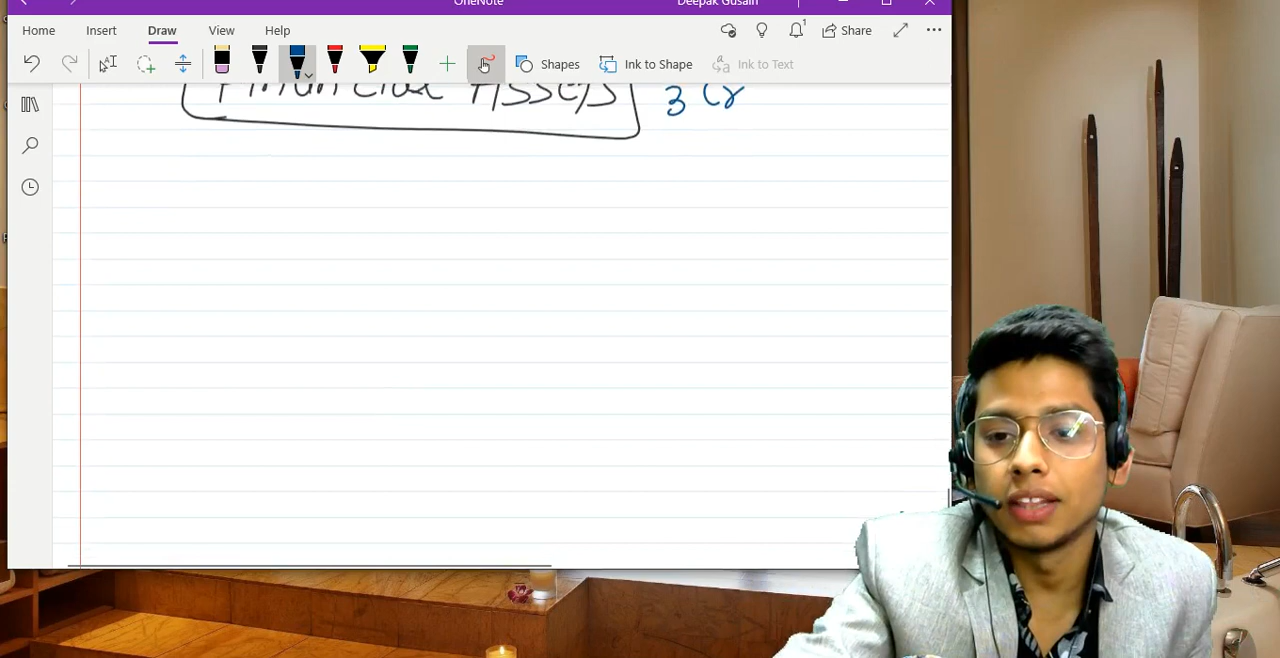 OneNote
Deepak Gusain
Home Insert Draw View Help
1
Share
Shapes
Ink to Shape
Ink to Text
Financial Assets 3 Cr